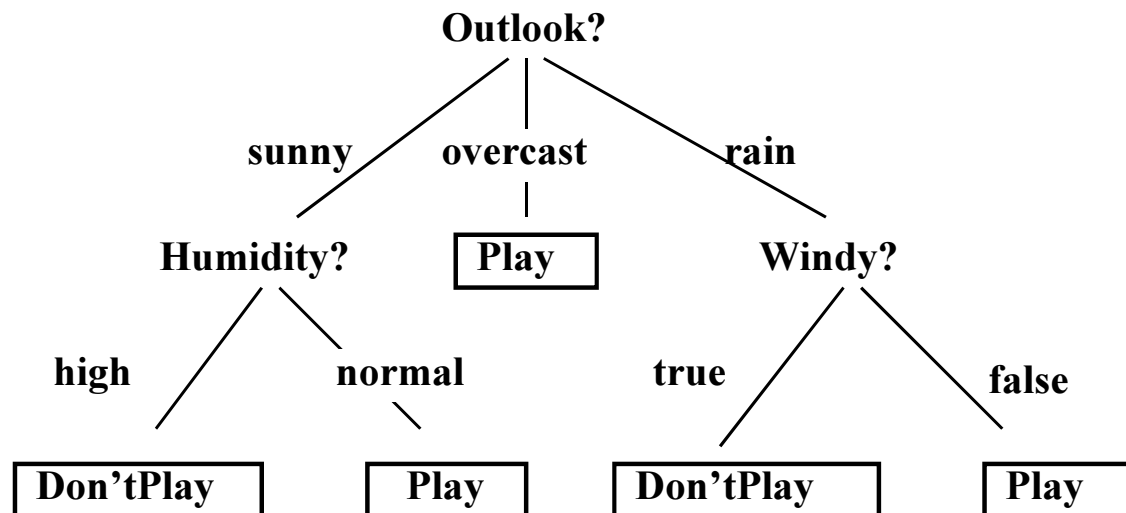 Outlook?
sunny overcast rain
Humidity? Play Windy?
high normal true false
Don'tPlay Play Don'tPlay Play